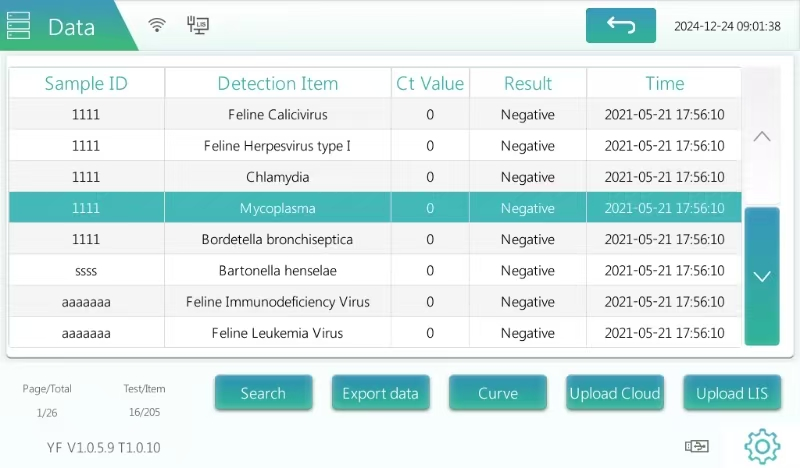 LIS
Data
LIS
2024-12-24 09:01:38
Sample ID Detection Item Ct Value Result Time
1111 Feline Calicivirus 0 Negative 2021-05-21 17:56:10
1111 Feline Herpesvirus type I 0 Negative 2021-05-21 17:56:10
1111 Chlamydia 0 Negative 2021-05-21 17:56:10
1111 Mycoplasma 0 Negative 2021-05-21 17:56:10
1111 Bordetella bronchiseptica 0 Negative 2021-05-21 17:56:10
ssss Bartonella henselae 0 Negative 2021-05-21 17:56:10
aaaaaaa Feline Immunodeficiency Virus 0 Negative 2021-05-21 17:56:10
aaaaaaa Feline Leukemia Virus 0 Negative 2021-05-21 17:56:10
Page/Total Test/Item
1/26 16/205
Search Export data Curve Upload Cloud Upload LIS
YF V1.0.5.9 T1.0.10